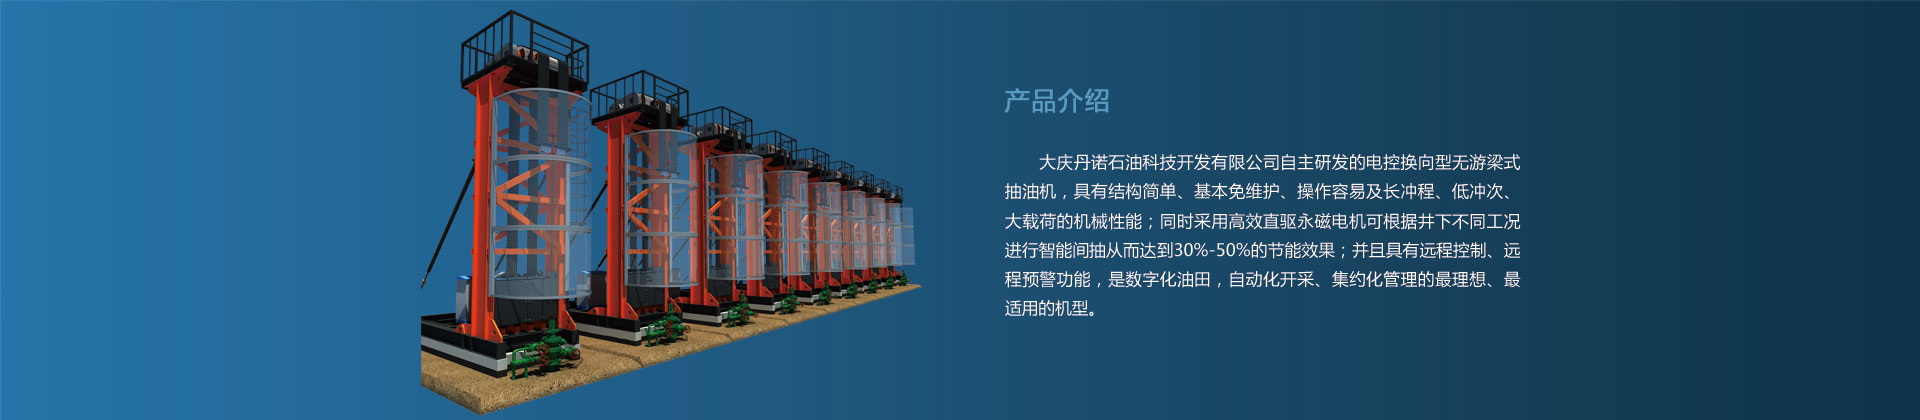 产品介绍
大庆丹诺石油科技开发有限公司自主研发的电控换向型无游梁式
抽油机，具有结构简单、基本免维护、操作容易及长冲程、低冲次、
大载荷的机械性能；同时采用高效直驱永磁电机可根据井下不同工况
进行智能间抽从而达到30%-50%的节能效果；并且具有远程控制、远
程预警功能，是数字化油田，自动化开采、集约化管理的最理想、最
适用的机型。